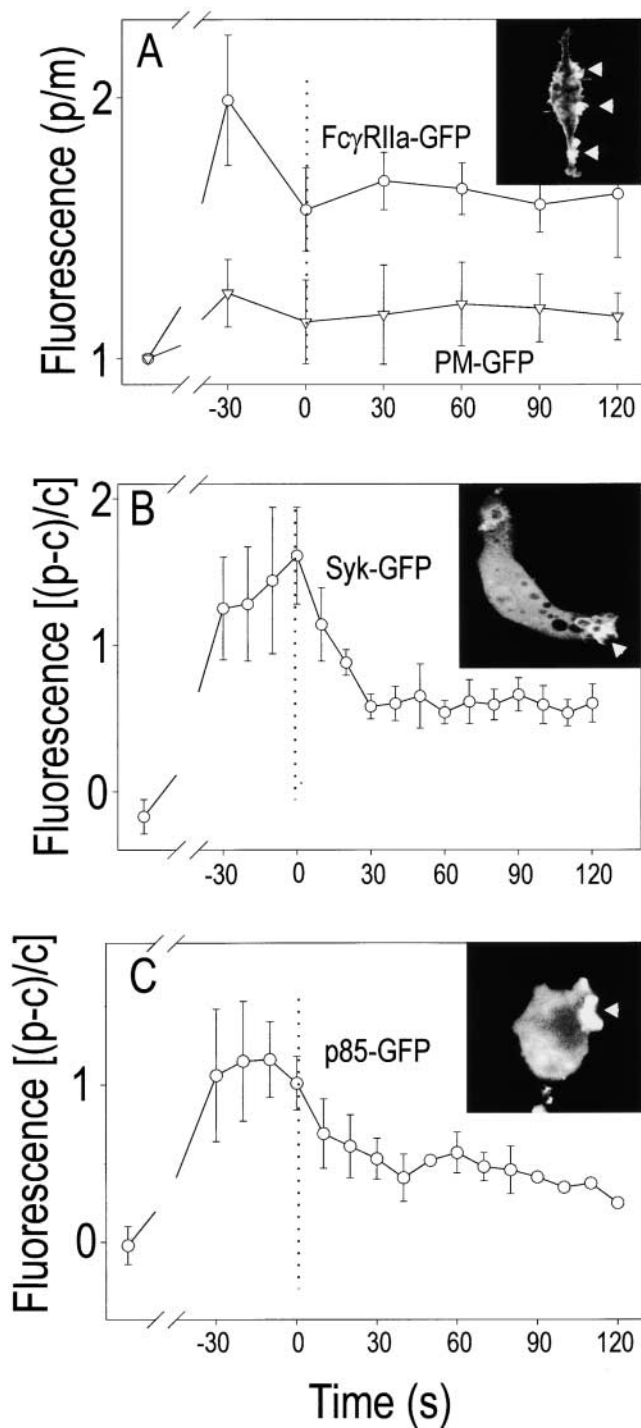 A
Fluorescence (p/m)
2
1
FcγRIIa-GFP
PM-GFP
-30 0 30 60 90 120
B
Fluorescence [(p-c)/c]
2
1
0
Syk-GFP
-30 0 30 60 90 120
C
Fluorescence [(p-c)/c]
1
0
p85-GFP
-30 0 30 60 90 120
Time (s)